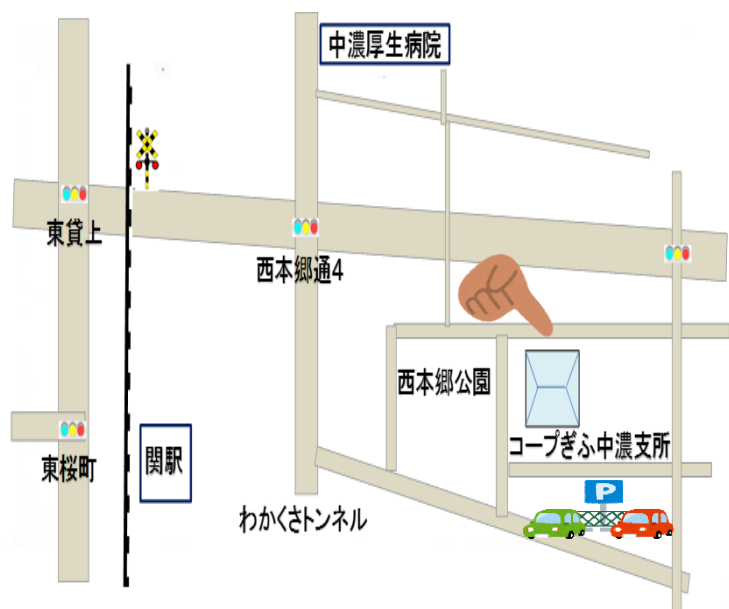 中濃厚生病院
東貸上
西本郷通4
西本郷公園
コープぎふ中濃支所
東桜町
関駅
P
わかくさトンネル